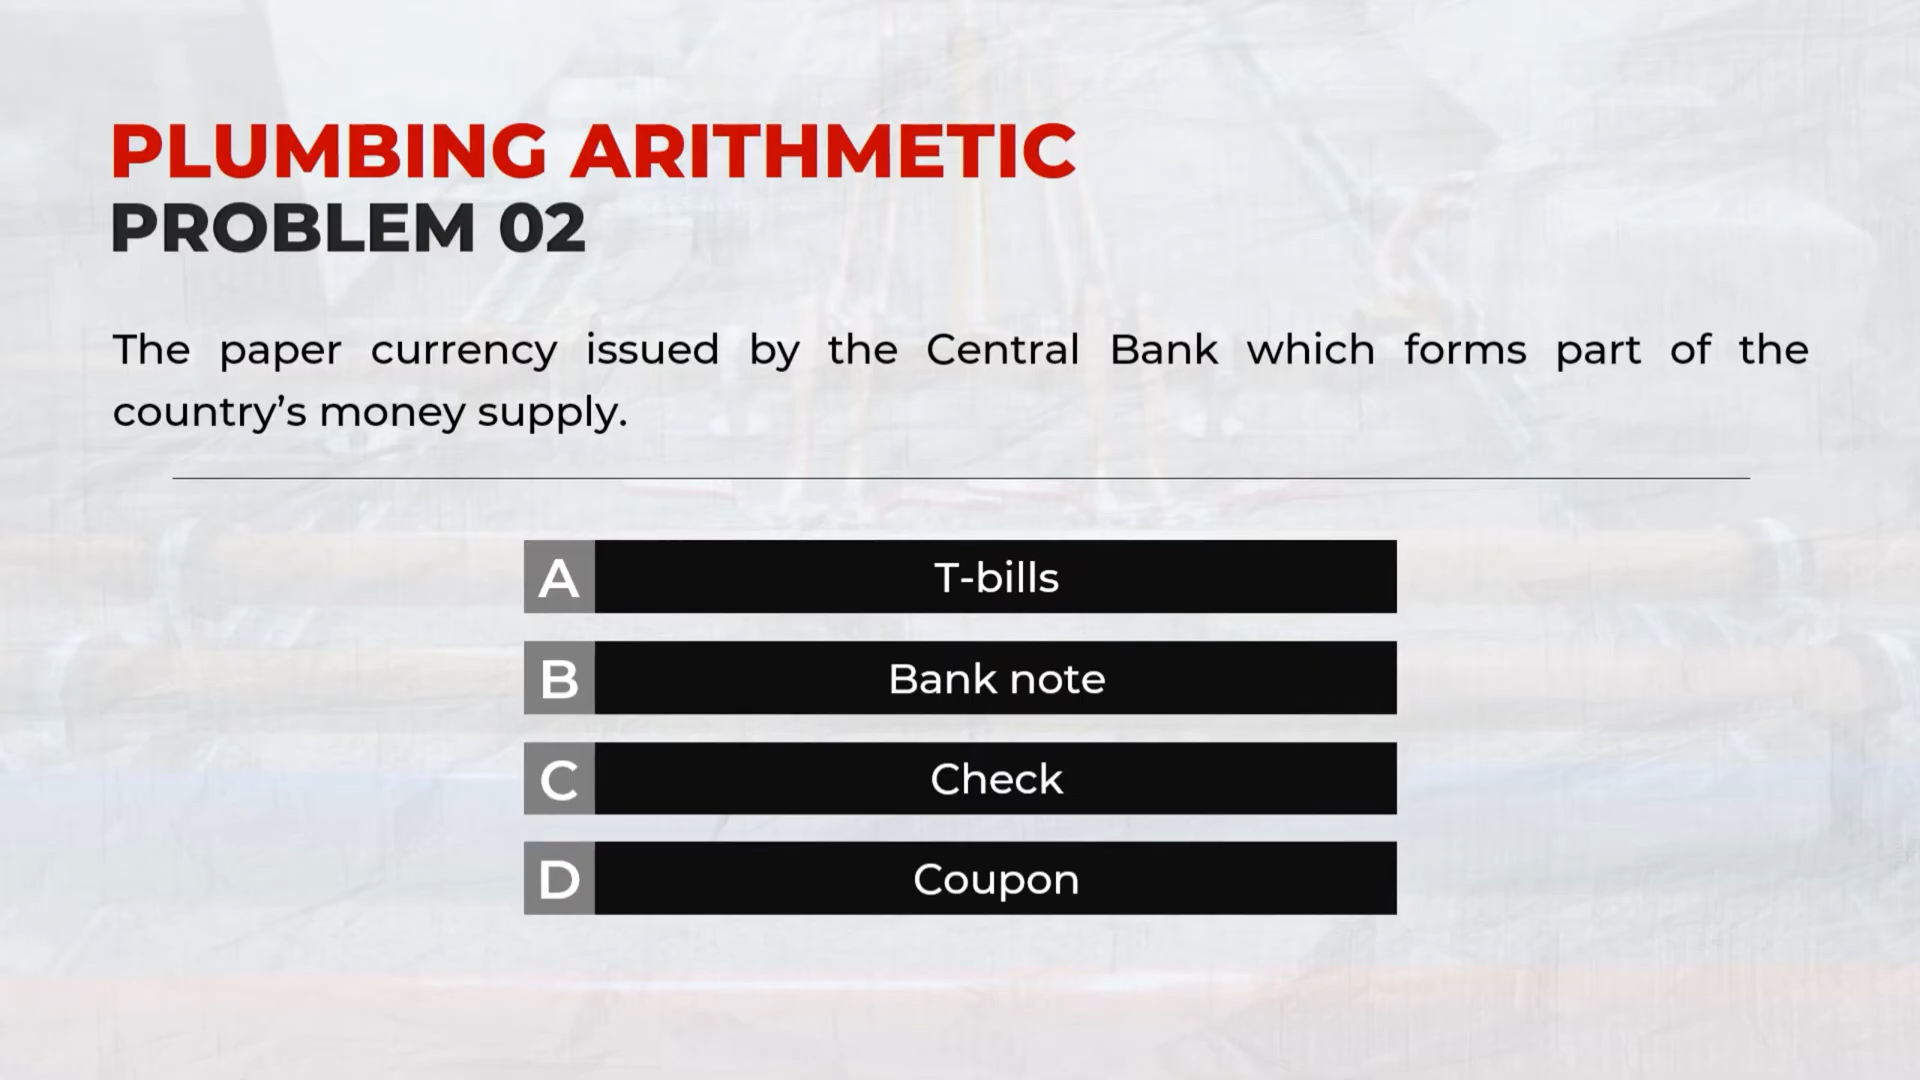 PLUMBING ARITHMETIC
PROBLEM 02
The paper currency issued by the Central Bank which forms part of the
country’s money supply.
A T-bills
B Bank note
C Check
D Coupon